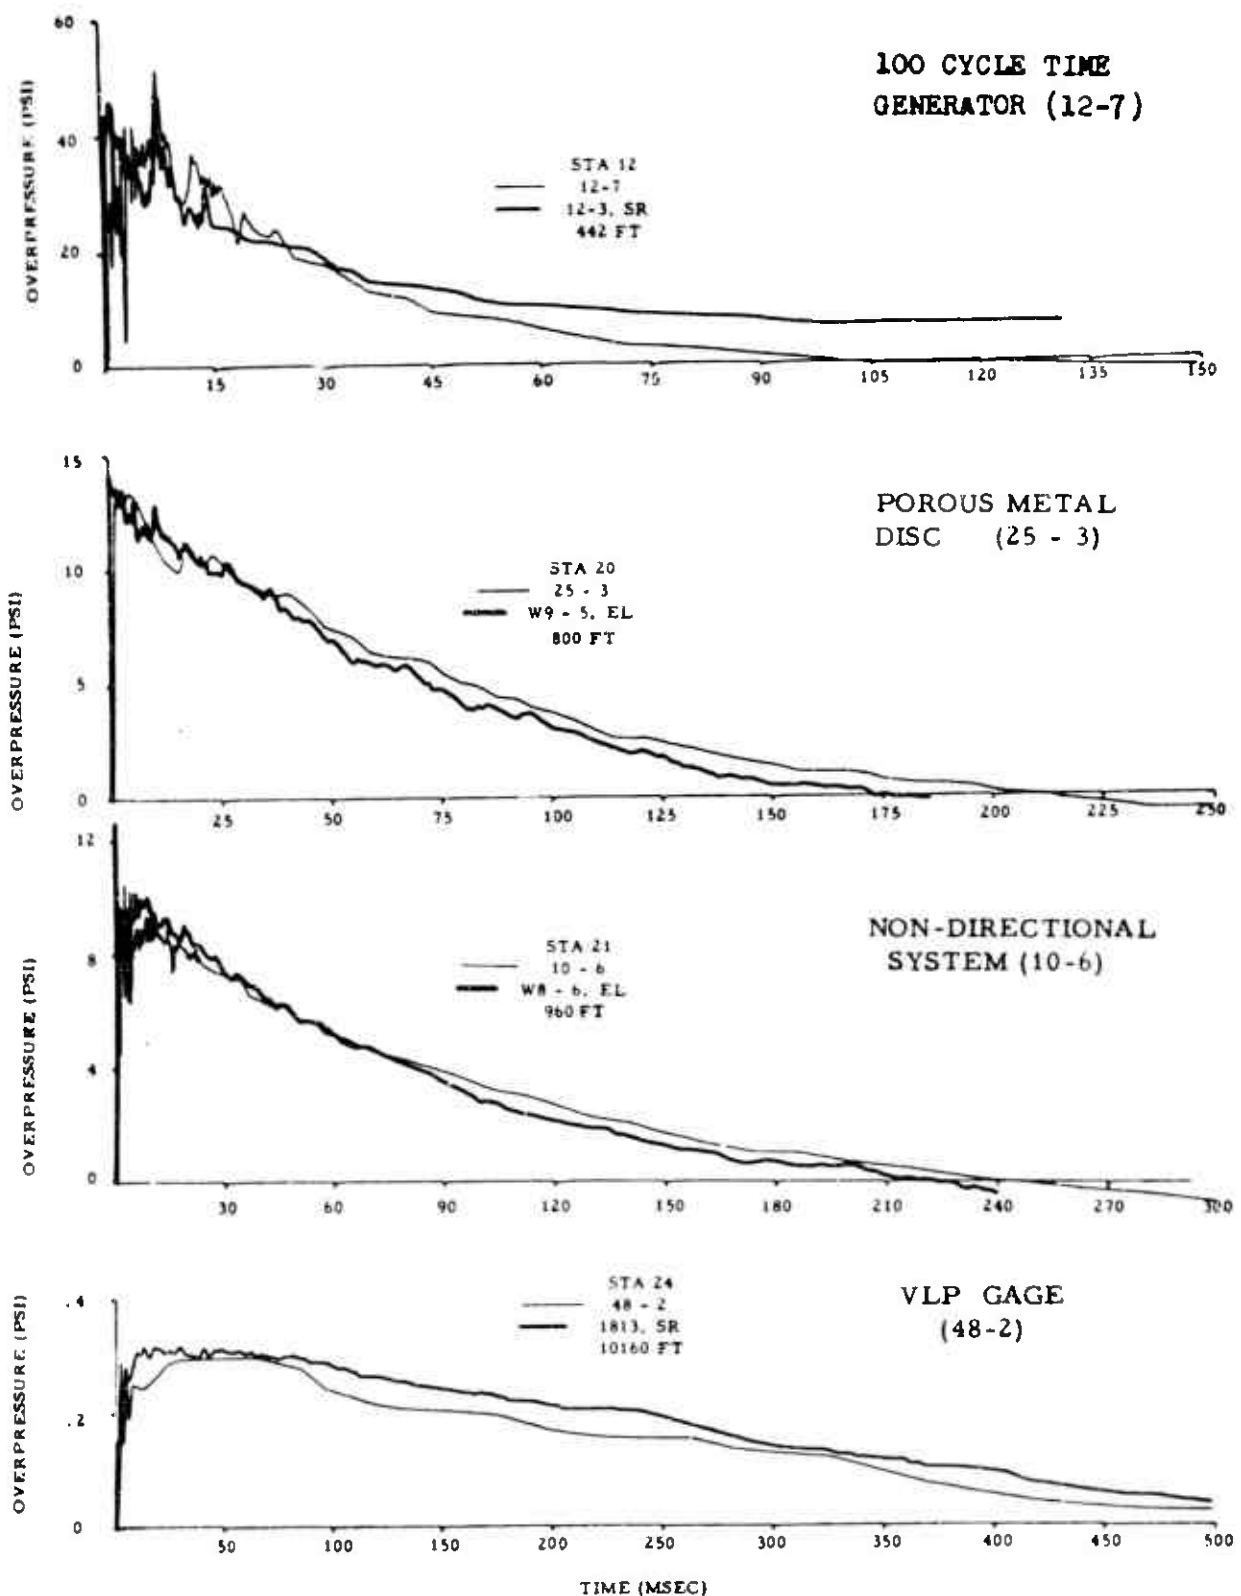 60
40
20
0
OVERPRESSURE (PSI)
100 CYCLE TIME
GENERATOR (12-7)
STA 12
12-7
12-3, SR
442 FT
15 30 45 60 75 90 105 120 135 150
15
10
5
0
OVERPRESSURE (PSI)
POROUS METAL
DISC (25 - 3)
STA 20
25 - 3
W9 - 5, EL
800 FT
25 50 75 100 125 150 175 200 225 250
12
8
4
0
OVERPRESSURE (PSI)
NON-DIRECTIONAL
SYSTEM (10-6)
STA 21
10 - 6
W8 - 6, EL
960 FT
30 60 90 120 150 180 210 240 270 300
.4
.2
0
OVERPRESSURE (PSI)
VLP GAGE
(48-2)
STA 24
48 - 2
1813, SR
10160 FT
50 100 150 200 250 300 350 400 450 500
TIME (MSEC)